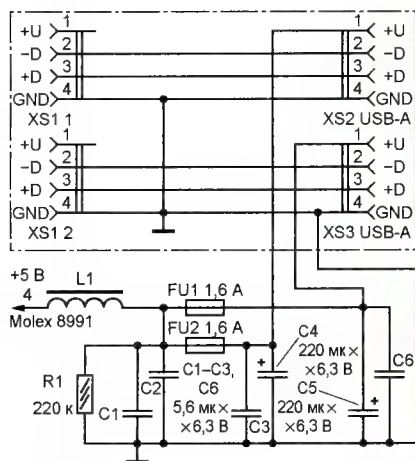 +U 1 1 +U
−D 2 2 −D
+D 3 3 +D
GND 4 4 GND
XS1 1 XS2 USB-A
+U 1 1 +U
−D 2 2 −D
+D 3 3 +D
GND 4 4 GND
XS1 2 XS3 USB-A
+5 В
4
Molex 8991
L1
FU1 1,6 А
FU2 1,6 А
R1
220 к
C1
C2
C1–C3,
C6
5,6 мк×
×6,3 В
C3
C4
220 мк×
×6,3 В
C5
220 мк×
×6,3 В
C6